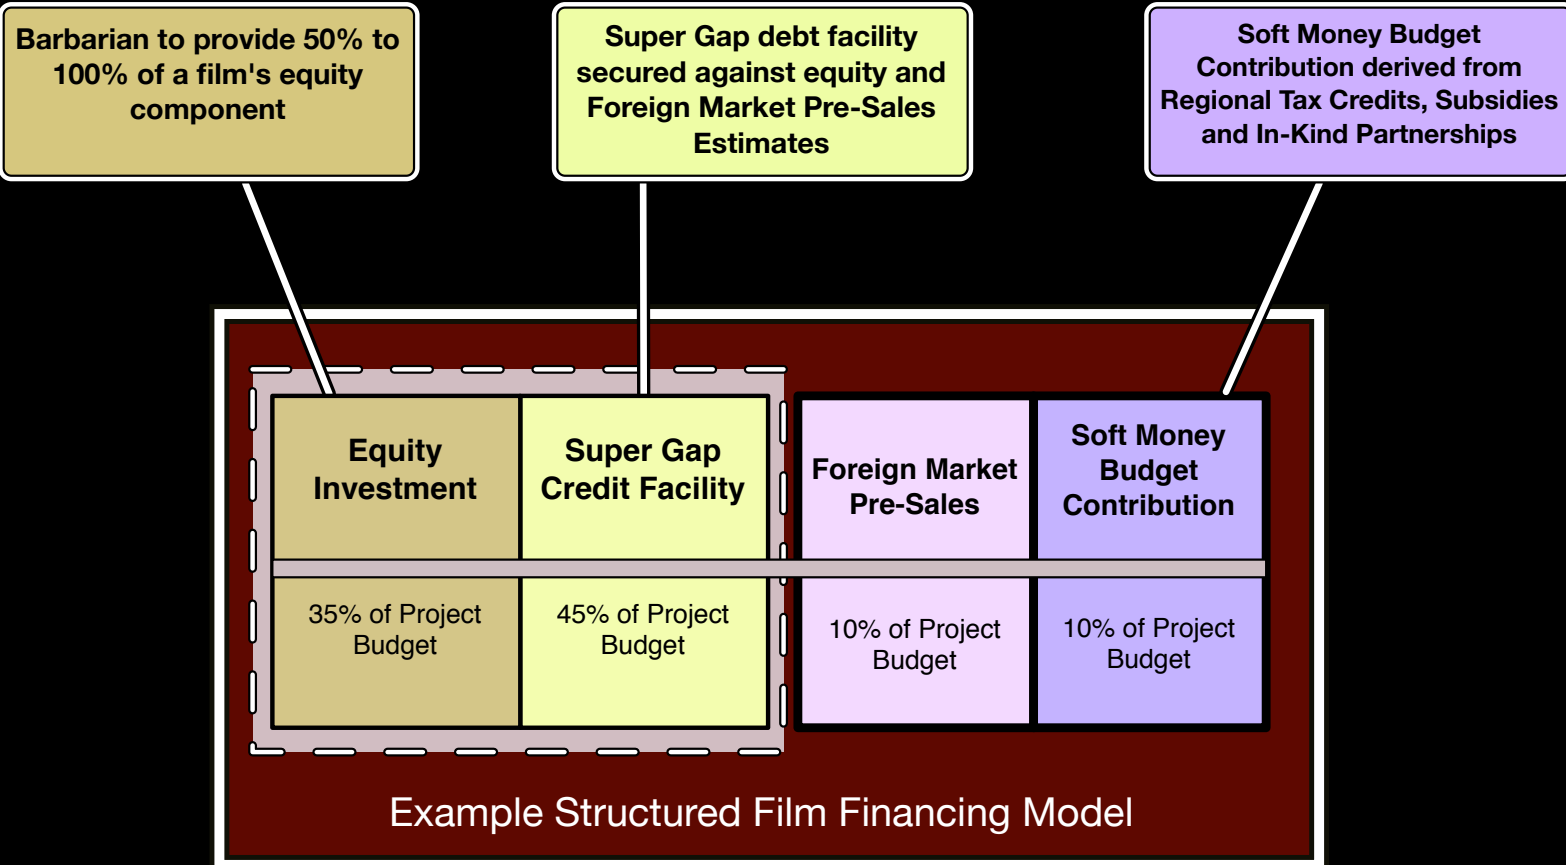 Barbarian to provide 50% to
100% of a film's equity
component
Super Gap debt facility
secured against equity and
Foreign Market Pre-Sales
Estimates
Soft Money Budget
Contribution derived from
Regional Tax Credits, Subsidies
and In-Kind Partnerships
Equity
Investment
Super Gap
Credit Facility
Foreign Market
Pre-Sales
Soft Money
Budget
Contribution
35% of Project
Budget
45% of Project
Budget
10% of Project
Budget
10% of Project
Budget
Example Structured Film Financing Model